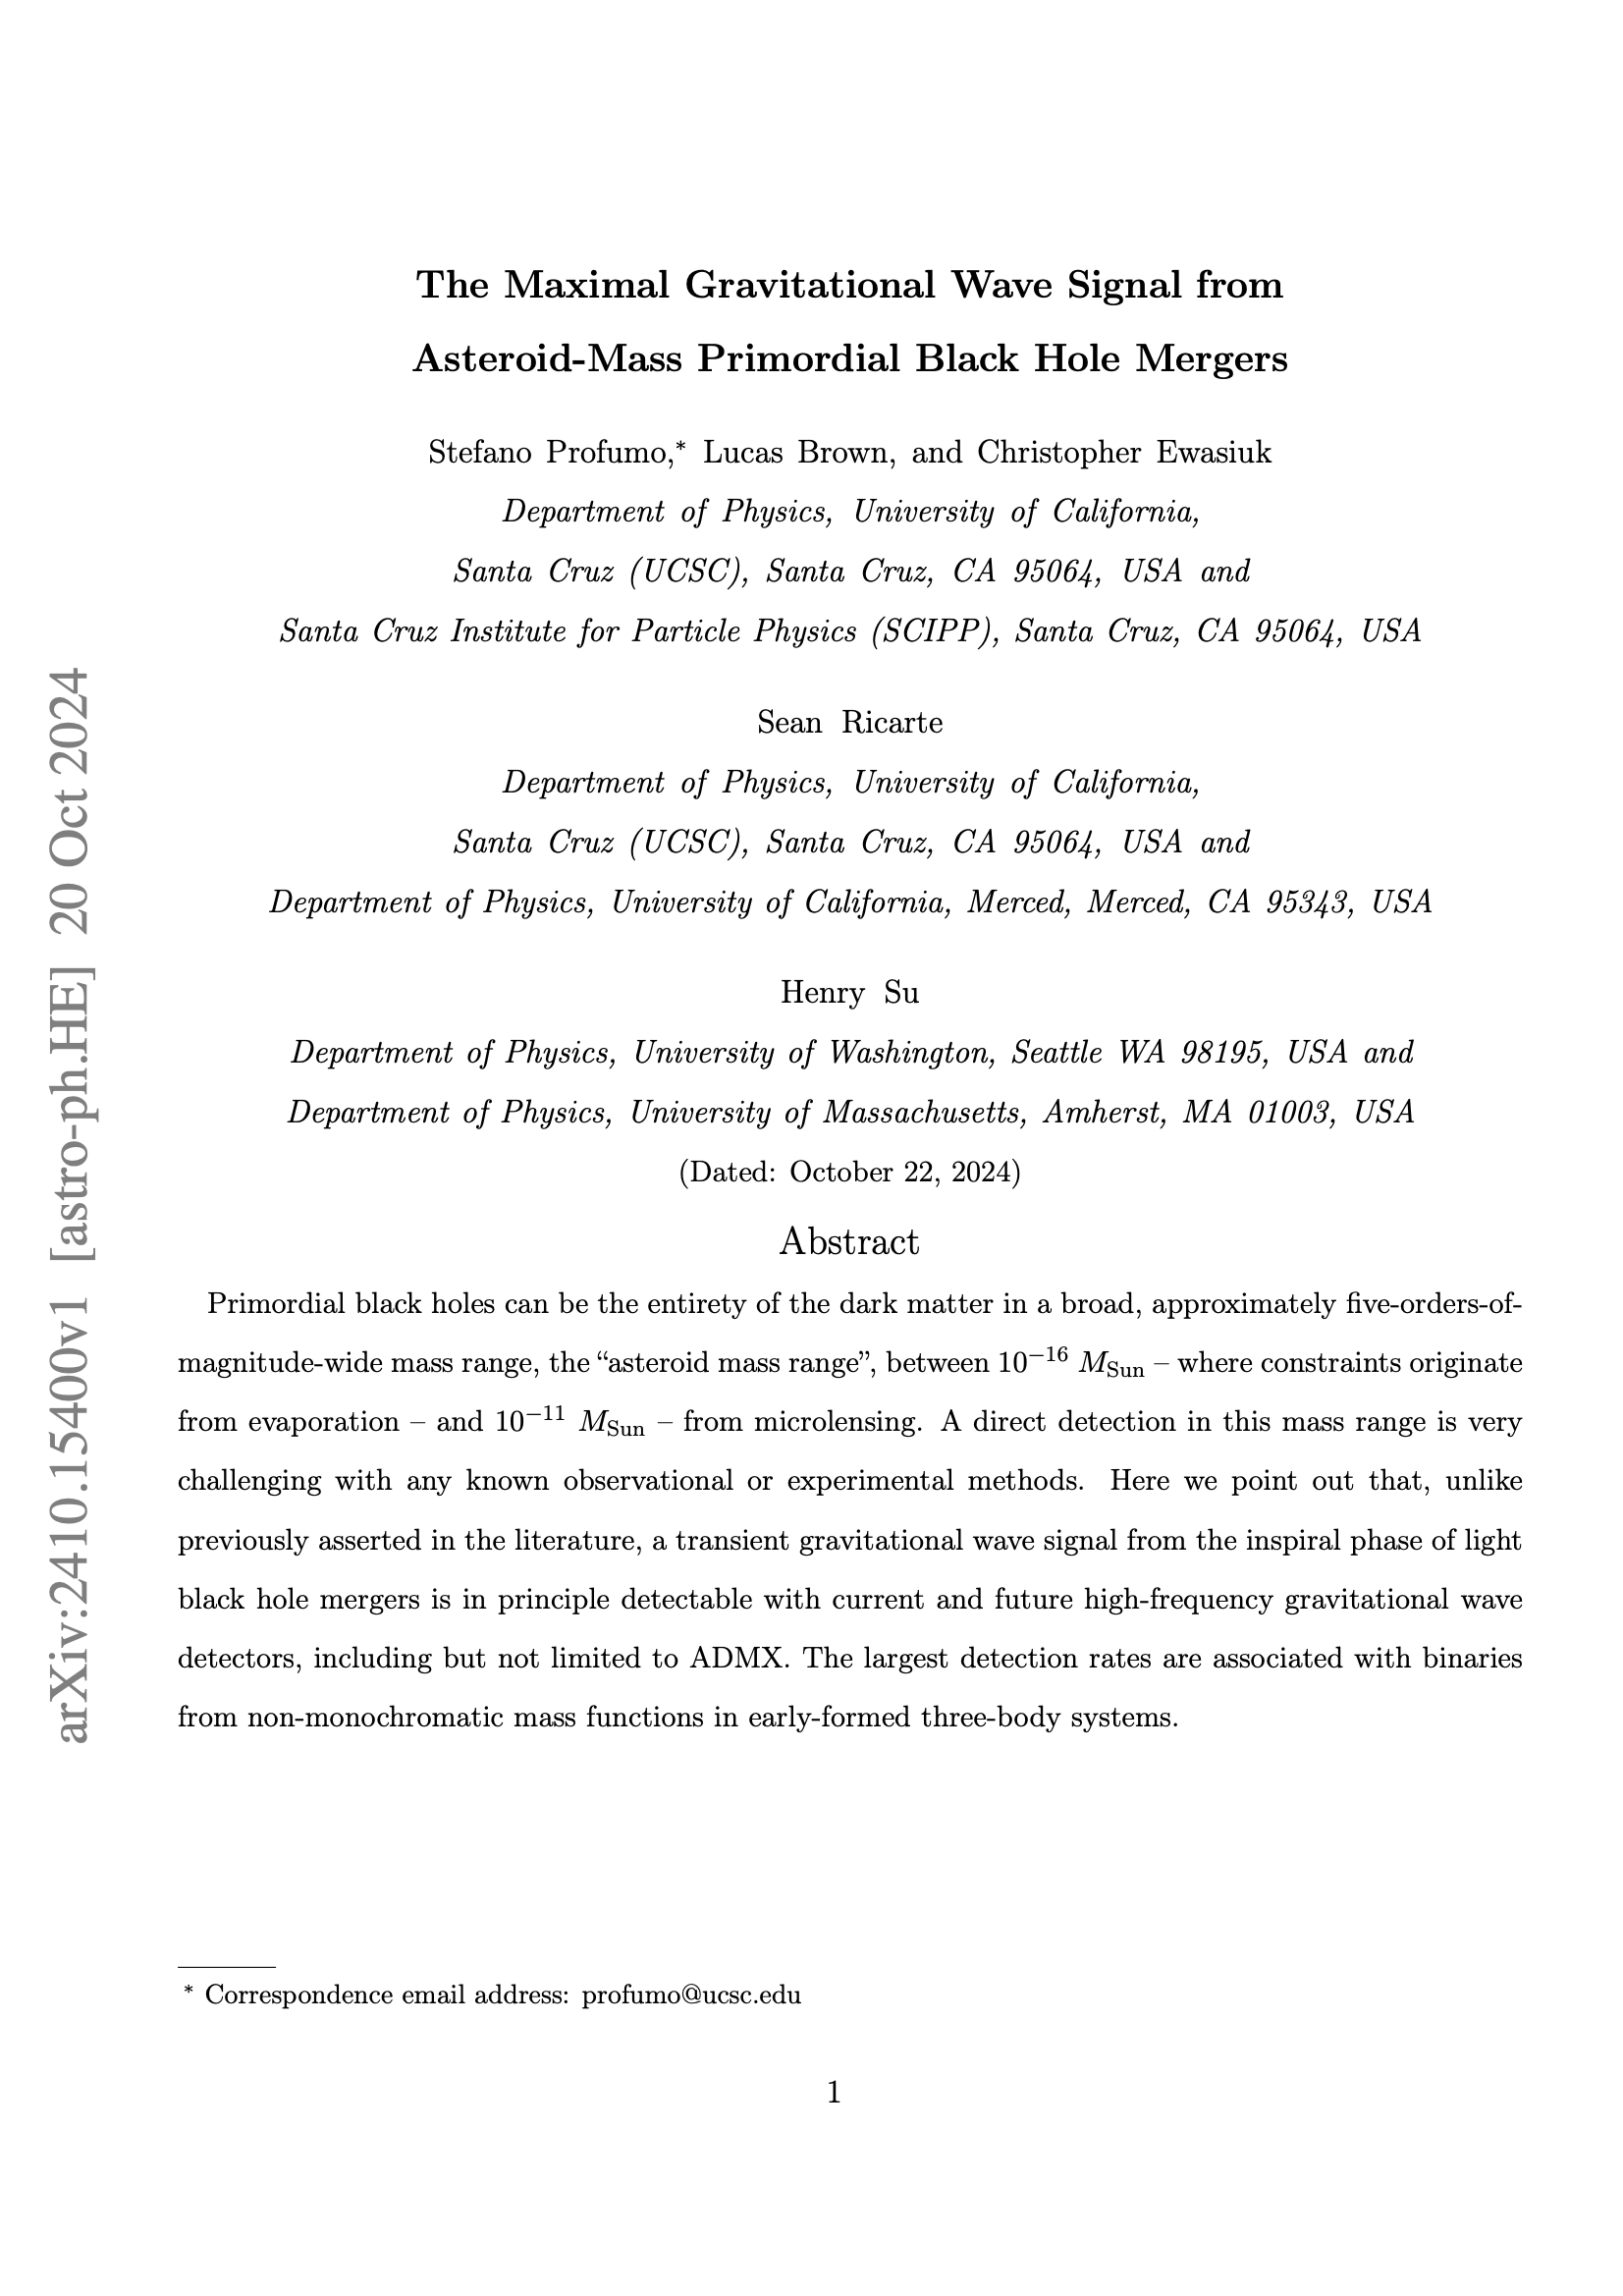 The Maximal Gravitational Wave Signal from
Asteroid-Mass Primordial Black Hole Mergers
Stefano Profumo,* Lucas Brown, and Christopher Ewasiuk
Department of Physics, University of California,
Santa Cruz (UCSC), Santa Cruz, CA 95064, USA and
Santa Cruz Institute for Particle Physics (SCIPP), Santa Cruz, CA 95064, USA
Sean Ricarte
Department of Physics, University of California,
Santa Cruz (UCSC), Santa Cruz, CA 95064, USA and
Department of Physics, University of California, Merced, Merced, CA 95343, USA
Henry Su
Department of Physics, University of Washington, Seattle WA 98195, USA and
Department of Physics, University of Massachusetts, Amherst, MA 01003, USA
(Dated: October 22, 2024)
Abstract
Primordial black holes can be the entirety of the dark matter in a broad, approximately five-orders-of-
magnitude-wide mass range, the “asteroid mass range”, between 10⁻¹⁶ M_Sun – where constraints originate
from evaporation – and 10⁻¹¹ M_Sun – from microlensing. A direct detection in this mass range is very
challenging with any known observational or experimental methods. Here we point out that, unlike
previously asserted in the literature, a transient gravitational wave signal from the inspiral phase of light
black hole mergers is in principle detectable with current and future high-frequency gravitational wave
detectors, including but not limited to ADMX. The largest detection rates are associated with binaries
from non-monochromatic mass functions in early-formed three-body systems.
* Correspondence email address: profumo@ucsc.edu
1
arXiv:2410.15400v1 [astro-ph.HE] 20 Oct 2024